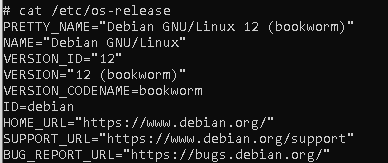 # cat /etc/os-release
PRETTY_NAME="Debian GNU/Linux 12 (bookworm)"
NAME="Debian GNU/Linux"
VERSION_ID="12"
VERSION="12 (bookworm)"
VERSION_CODENAME=bookworm
ID=debian
HOME_URL="https://www.debian.org/"
SUPPORT_URL="https://www.debian.org/support"
BUG_REPORT_URL="https://bugs.debian.org/"